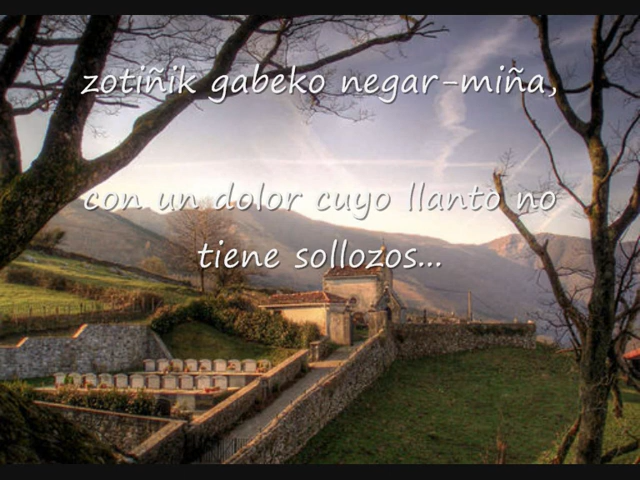 zotiñik gabeko negar-miña,
con un dolor cuyo llanto no
tiene sollozos...